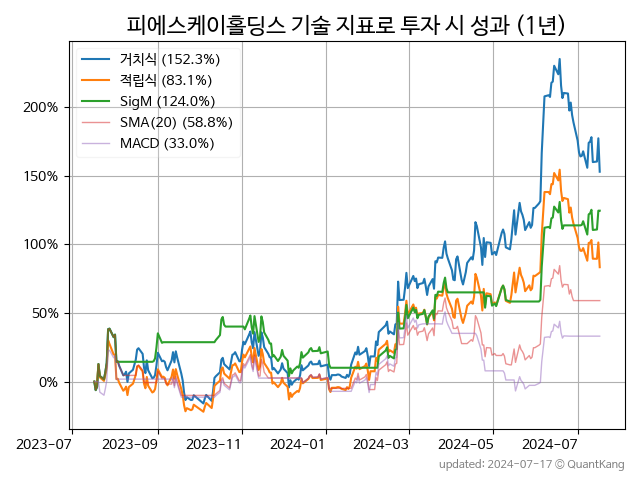 피에스케이홀딩스 기술 지표로 투자 시 성과 (1년)
거치식 (152.3%)
적립식 (83.1%)
SigM (124.0%)
SMA(20) (58.8%)
MACD (33.0%)
200%
150%
100%
50%
0%
2023-07 2023-09 2023-11 2024-01 2024-03 2024-05 2024-07
updated: 2024-07-17 © QuantKang